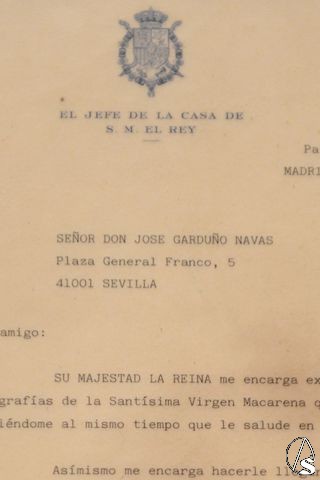 EL JEFE DE LA CASA DE
S. M. EL REY
Pa
MADRI
SEÑOR DON JOSE GARDUÑO NAVAS
Plaza General Franco, 5
41001 SEVILLA
amigo:
SU MAJESTAD LA REINA me encarga ex
grafías de la Santísima Virgen Macarena q
iéndome al mismo tiempo que le salude en
Asímismo me encarga hacerle lleg